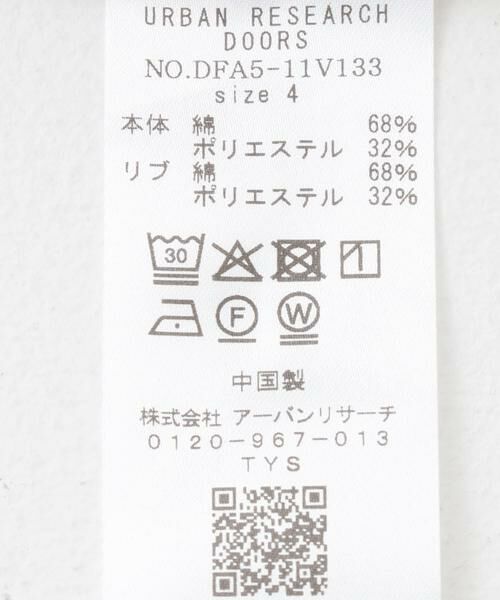 URBAN RESEARCH
DOORS
NO.DFA5-11V133
size 4
本体 綿 68%
ポリエステル 32%
リブ 綿 68%
ポリエステル 32%
30
F W
中国製
株式会社 アーバンリサーチ
0120-967-013
TYS